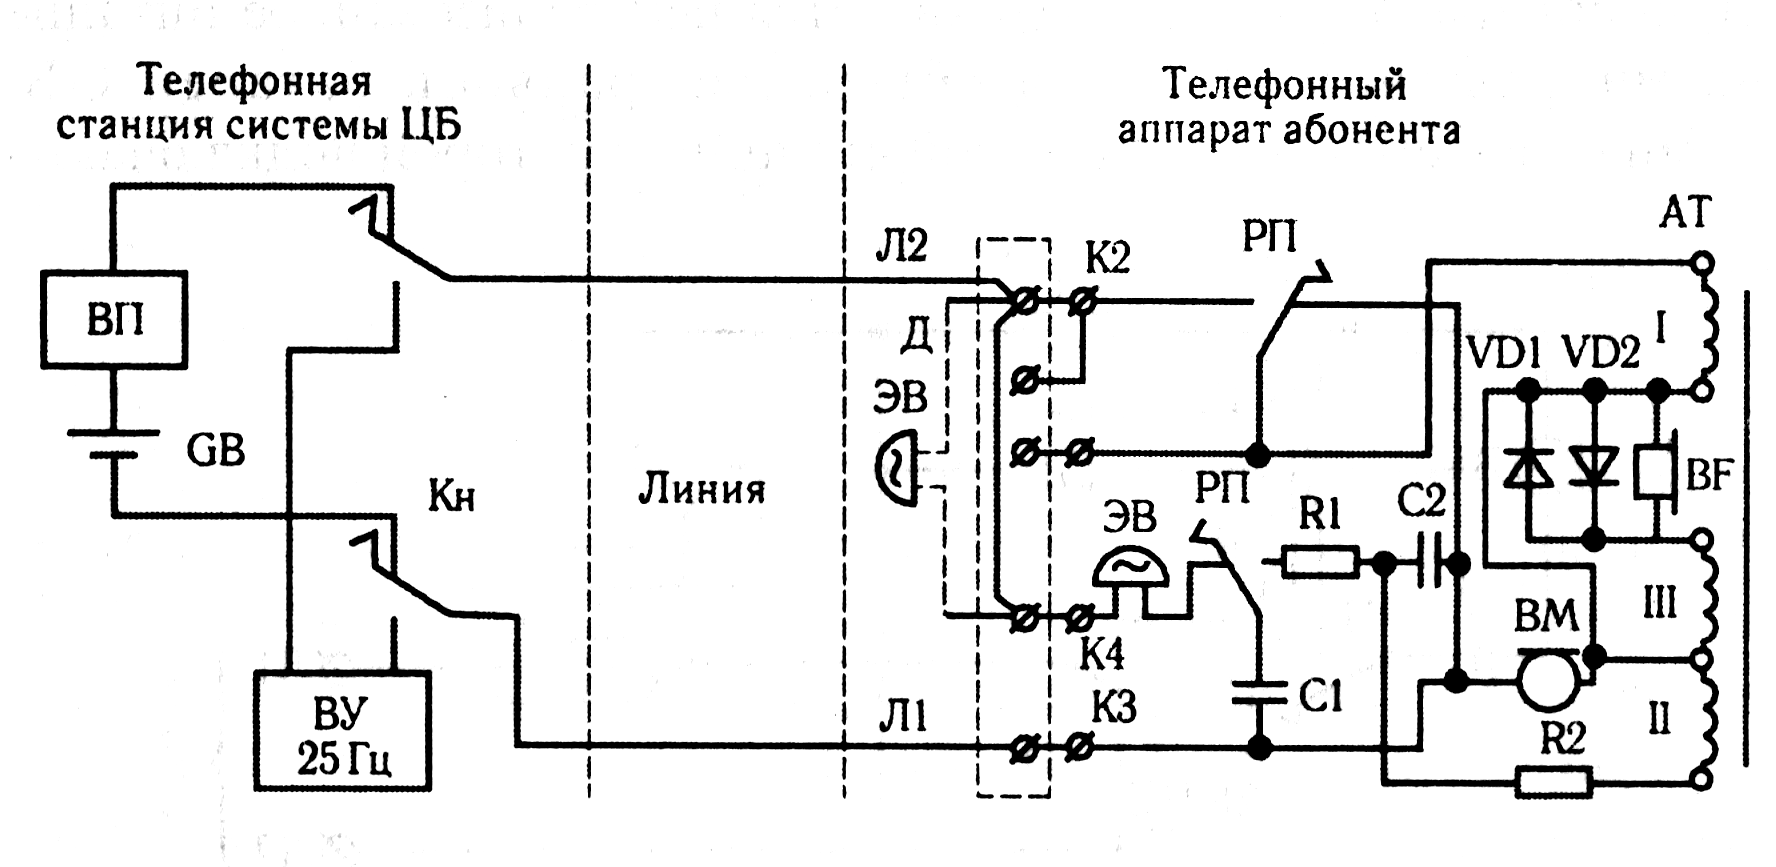 Телефонная
станция системы ЦБ
Телефонный
аппарат абонента
ВП
GB
Кн
ВУ
25 Гц
Линия
Л2
Д
ЭВ
Л1
К2
РП
АТ
I
VD1 VD2
BF
РП
ЭВ
R1
C2
III
К4
ВМ
К3
C1
II
R2